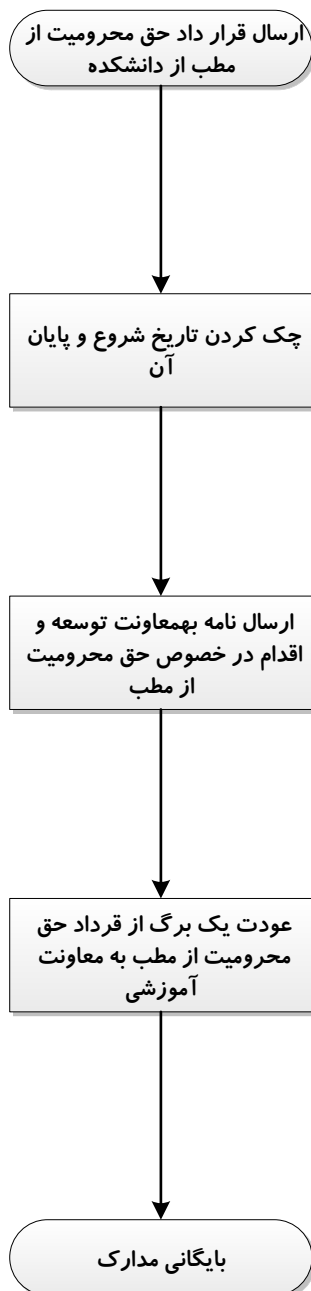 ارسال قرار داد حق محرومیت از
مطب از دانشکده
چک کردن تاریخ شروع و پایان
آن
ارسال نامه بهمعاونت توسعه و
اقدام در خصوص حق محرومیت
از مطب
عودت یک برگ از قرداد حق
محرومیت از مطب به معاونت
آموزشی
بایگانی مدارک